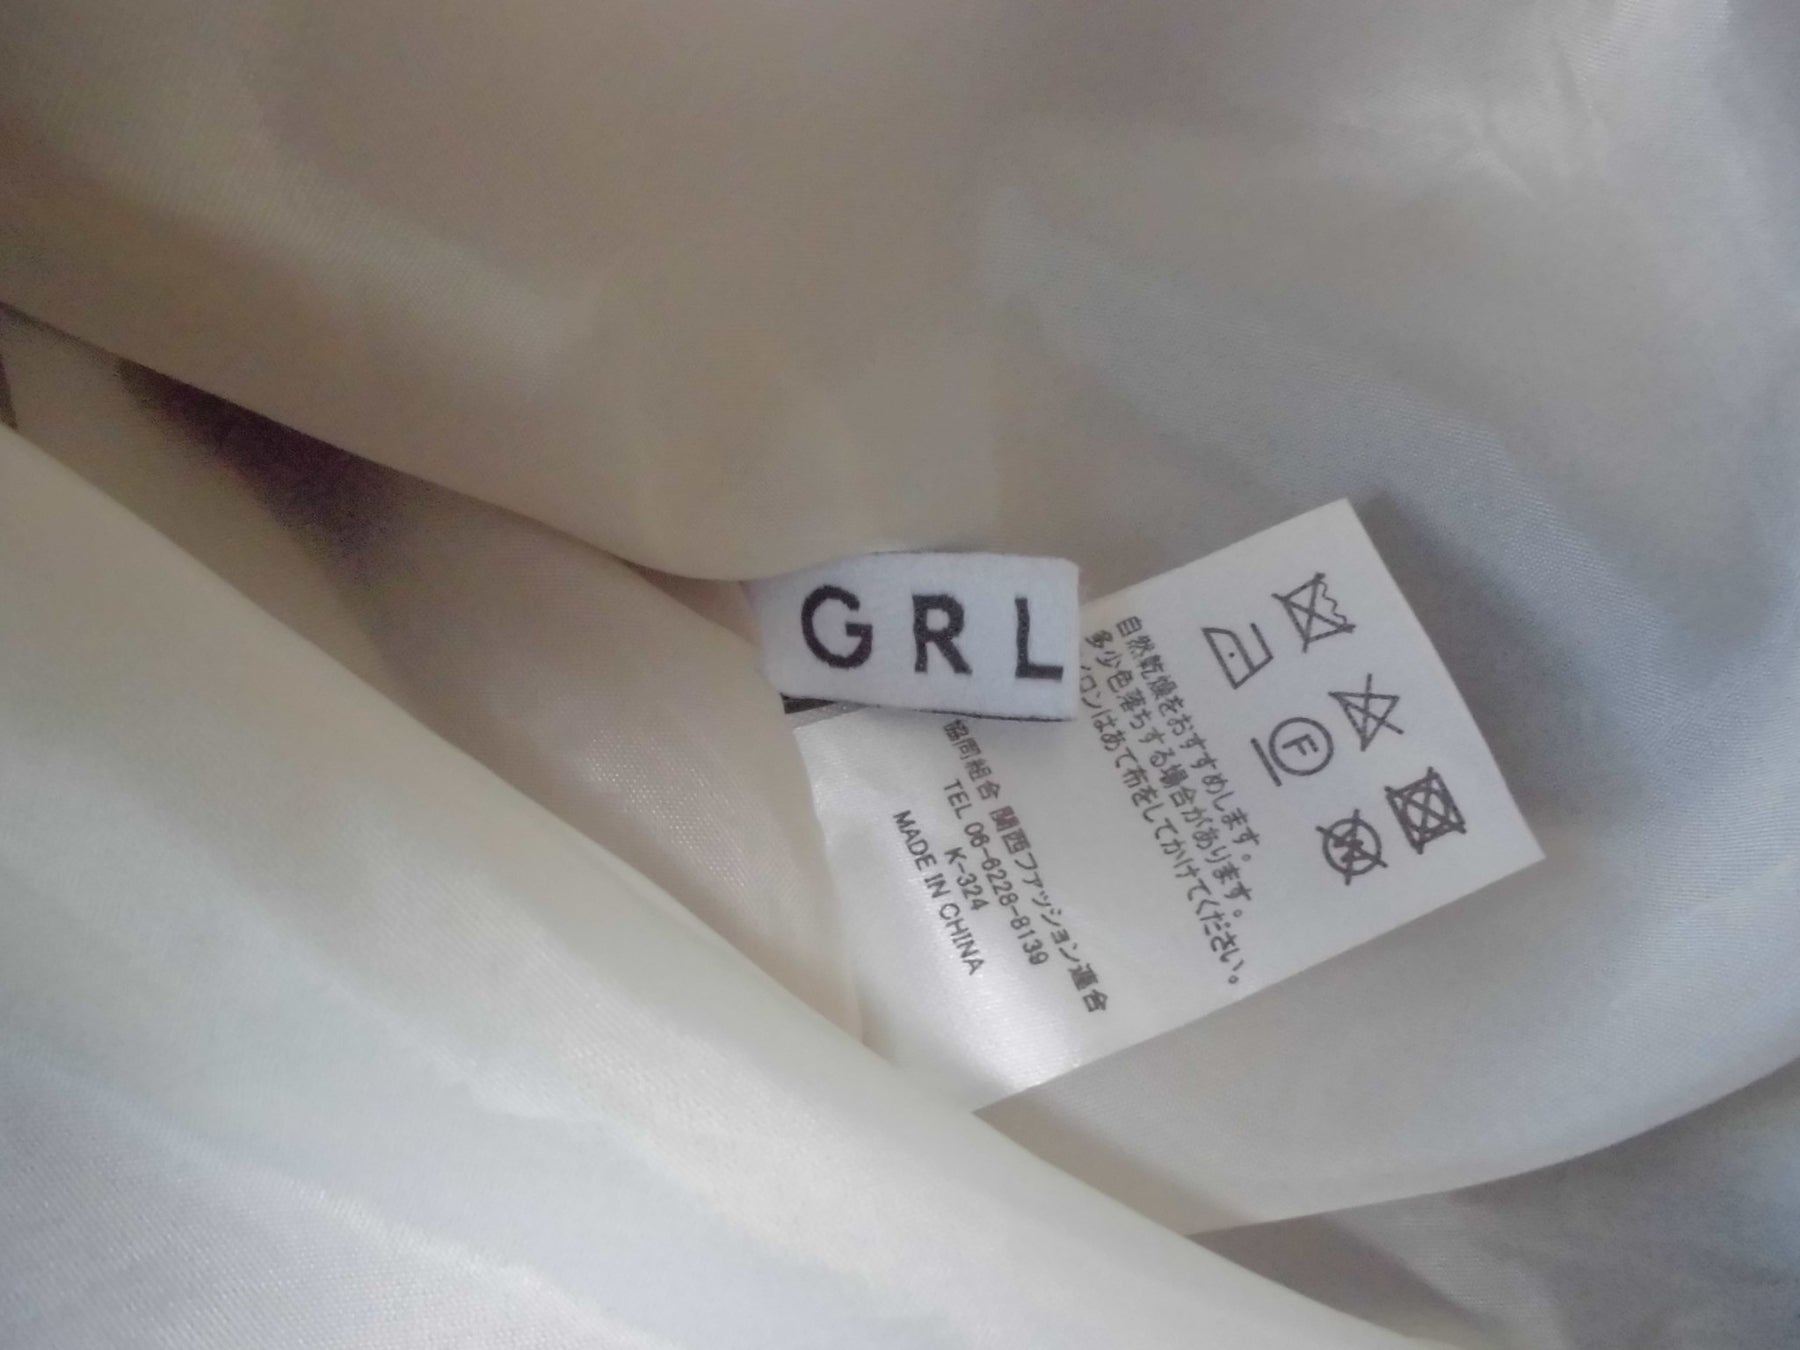 GRL
自然乾燥をおすすめします。
多少色落ちする場合があります。
イロンはあて布をしてかけてください。
協同組合 関西ファッション連合
TEL 06-6228-8139
K-324
MADE IN CHINA